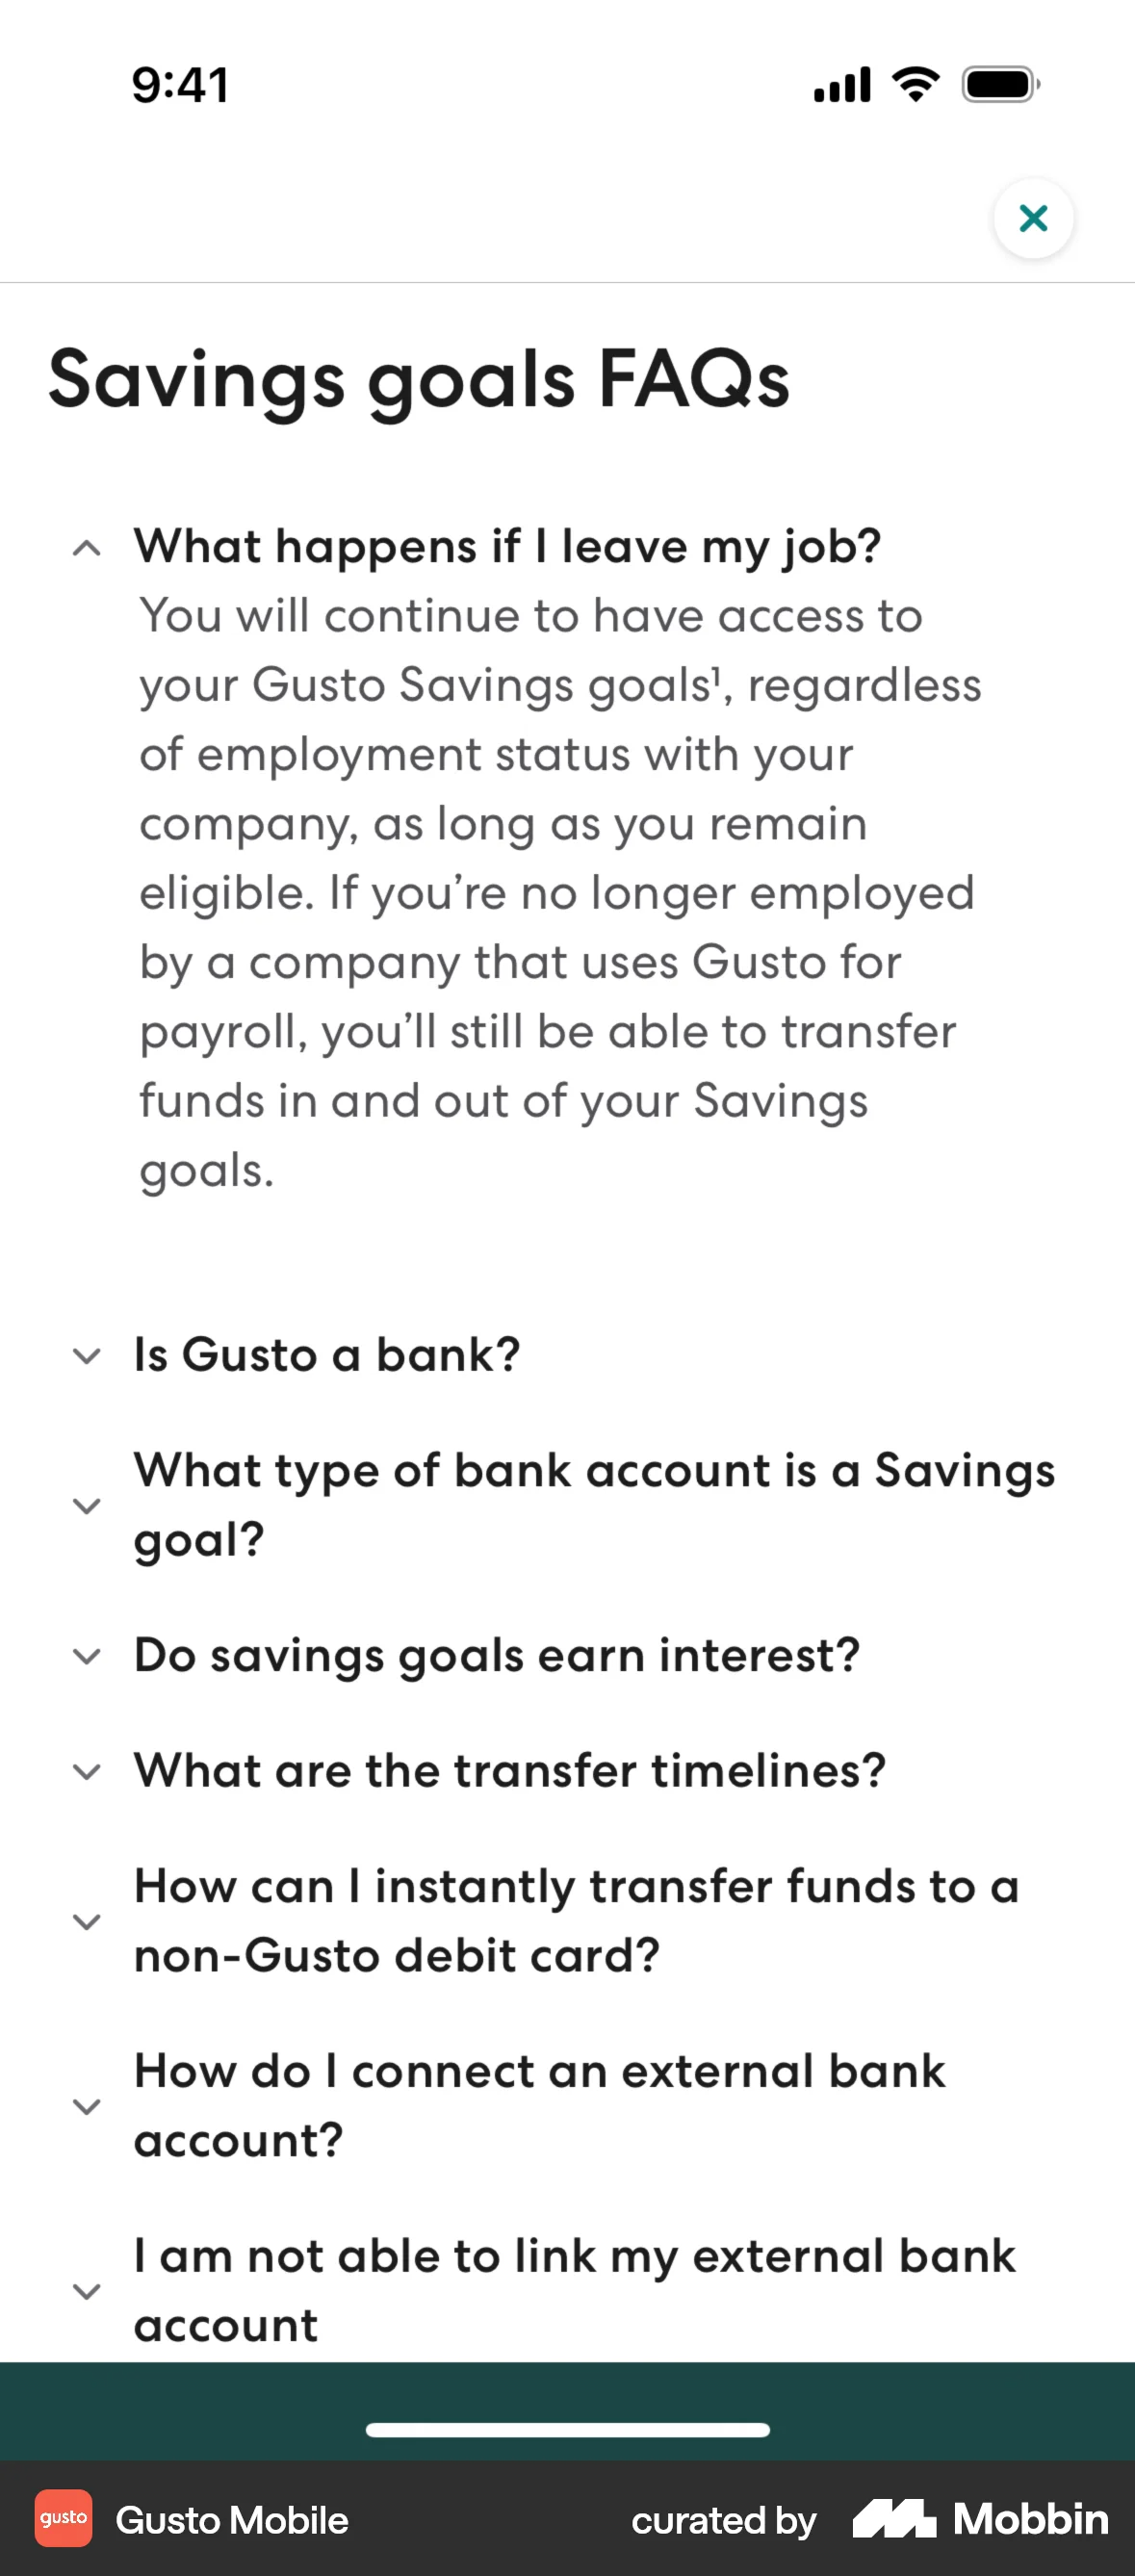 9:41
Savings goals FAQs
What happens if I leave my job?
You will continue to have access to
your Gusto Savings goals¹, regardless
of employment status with your
company, as long as you remain
eligible. If you’re no longer employed
by a company that uses Gusto for
payroll, you’ll still be able to transfer
funds in and out of your Savings
goals.
Is Gusto a bank?
What type of bank account is a Savings
goal?
Do savings goals earn interest?
What are the transfer timelines?
How can I instantly transfer funds to a
non-Gusto debit card?
How do I connect an external bank
account?
I am not able to link my external bank
account
gusto Gusto Mobile curated by Mobbin